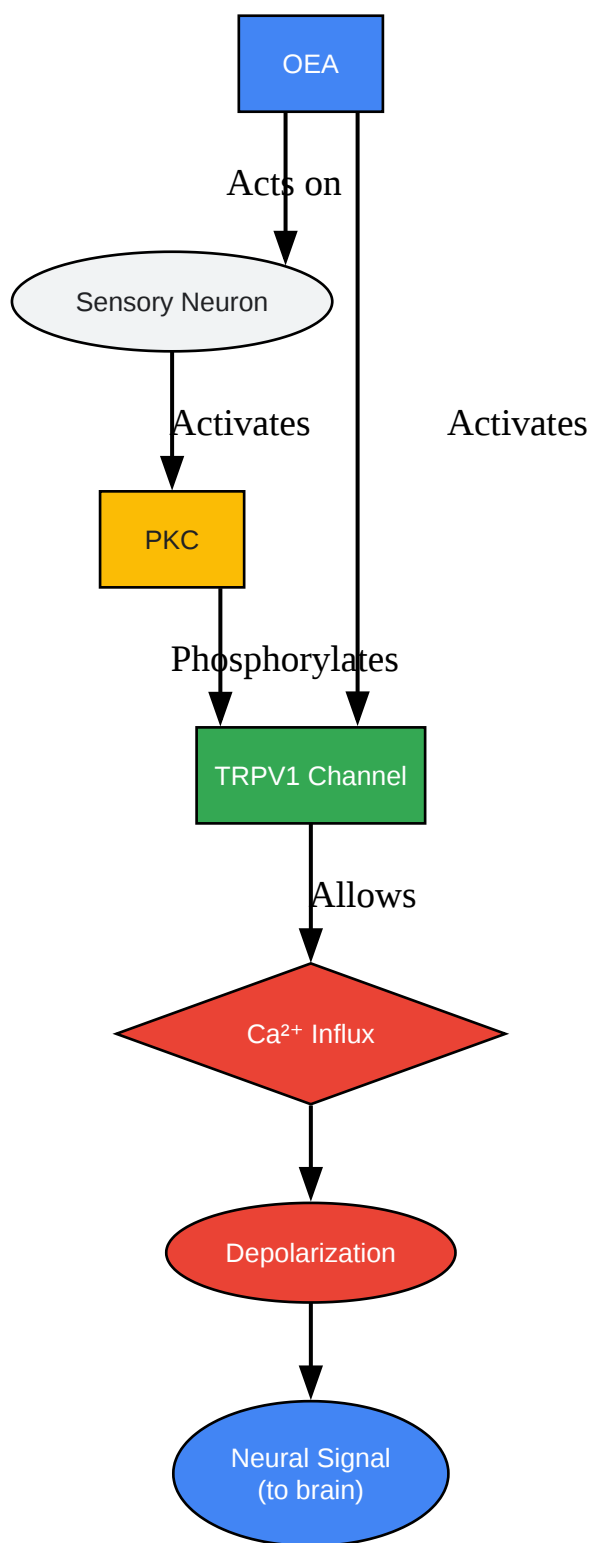 OEA
Acts on
Sensory Neuron
Activates
Activates
PKC
Phosphorylates
TRPV1 Channel
Allows
Ca²⁺ Influx
Depolarization
Neural Signal
(to brain)